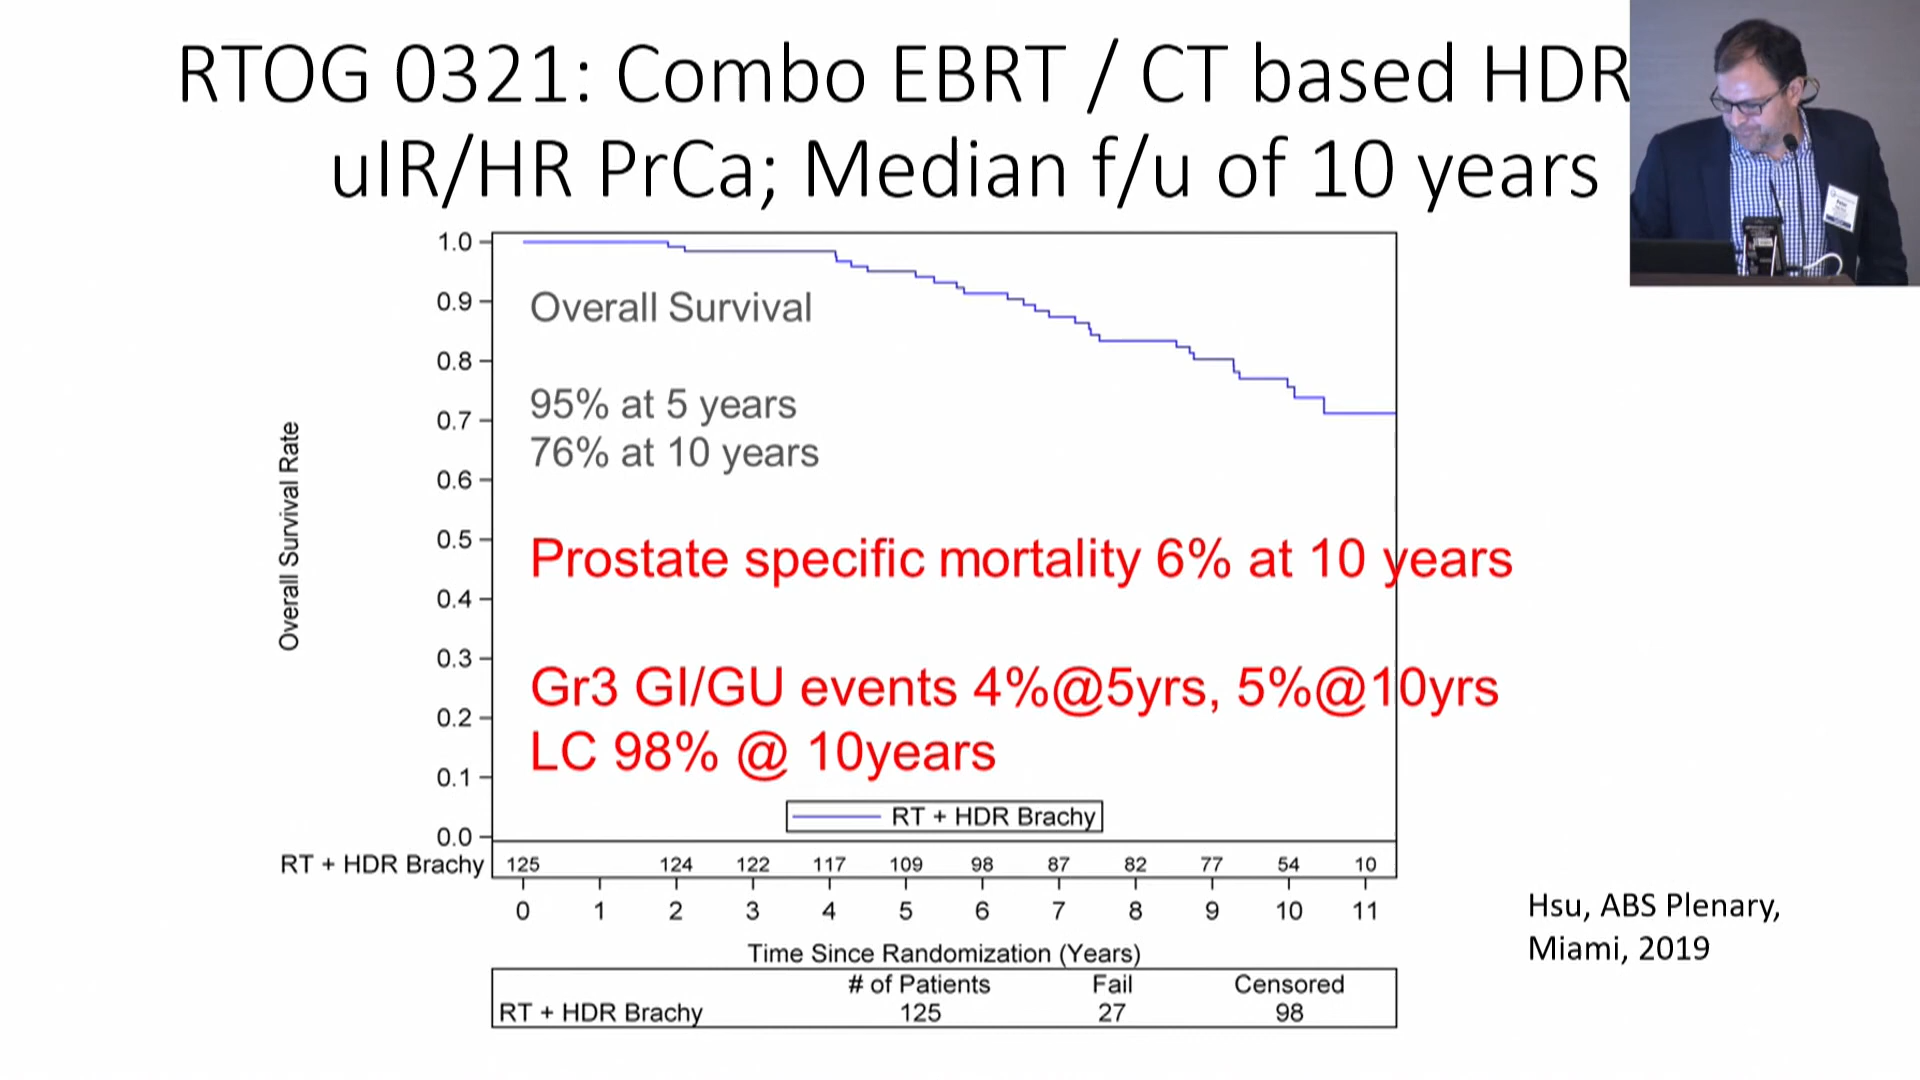 RTOG 0321: Combo EBRT / CT based HDR
uIR/HR PrCa; Median f/u of 10 years
1.0
0.9
0.8
0.7
0.6
0.5
0.4
0.3
0.2
0.1
0.0
Overall Survival Rate
Overall Survival
95% at 5 years
76% at 10 years
Prostate specific mortality 6% at 10 years
Gr3 GI/GU events 4%@5yrs, 5%@10yrs
LC 98% @ 10years
RT + HDR Brachy
RT + HDR Brachy 125 124 122 117 109 98 87 82 77 54 10
0 1 2 3 4 5 6 7 8 9 10 11
Time Since Randomization (Years)
# of Patients Fail Censored
RT + HDR Brachy 125 27 98
Hsu, ABS Plenary,
Miami, 2019